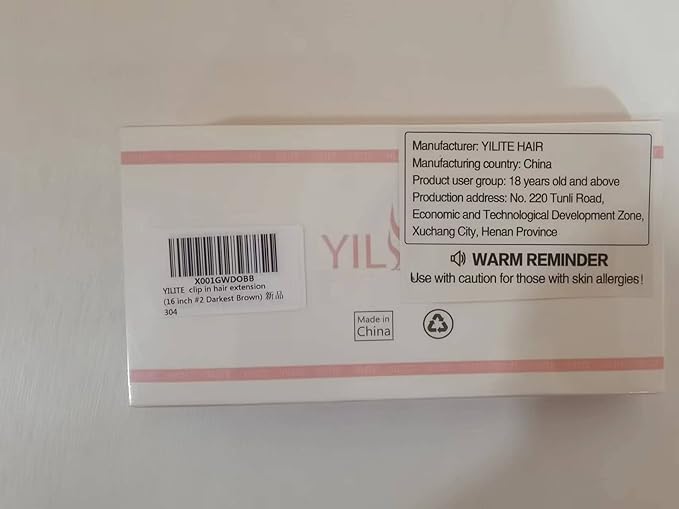 Manufacturer: YILITE HAIR
Manufacturing country: China
Product user group: 18 years old and above
Production address: No. 220 Tunli Road,
Economic and Technological Development Zone,
Xuchang City, Henan Province
WARM REMINDER
Use with caution for those with skin allergies!
YIL
X001GWDOBB
YILITE clip in hair extension
(16 inch #2 Darkest Brown) 新品
304
Made in
China